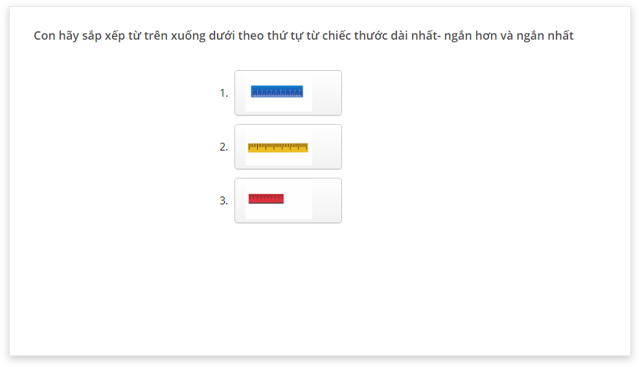 Con hãy sắp xếp từ trên xuống dưới theo thứ tự từ chiếc thước dài nhất- ngắn hơn và ngắn nhất
1.
2.
3.